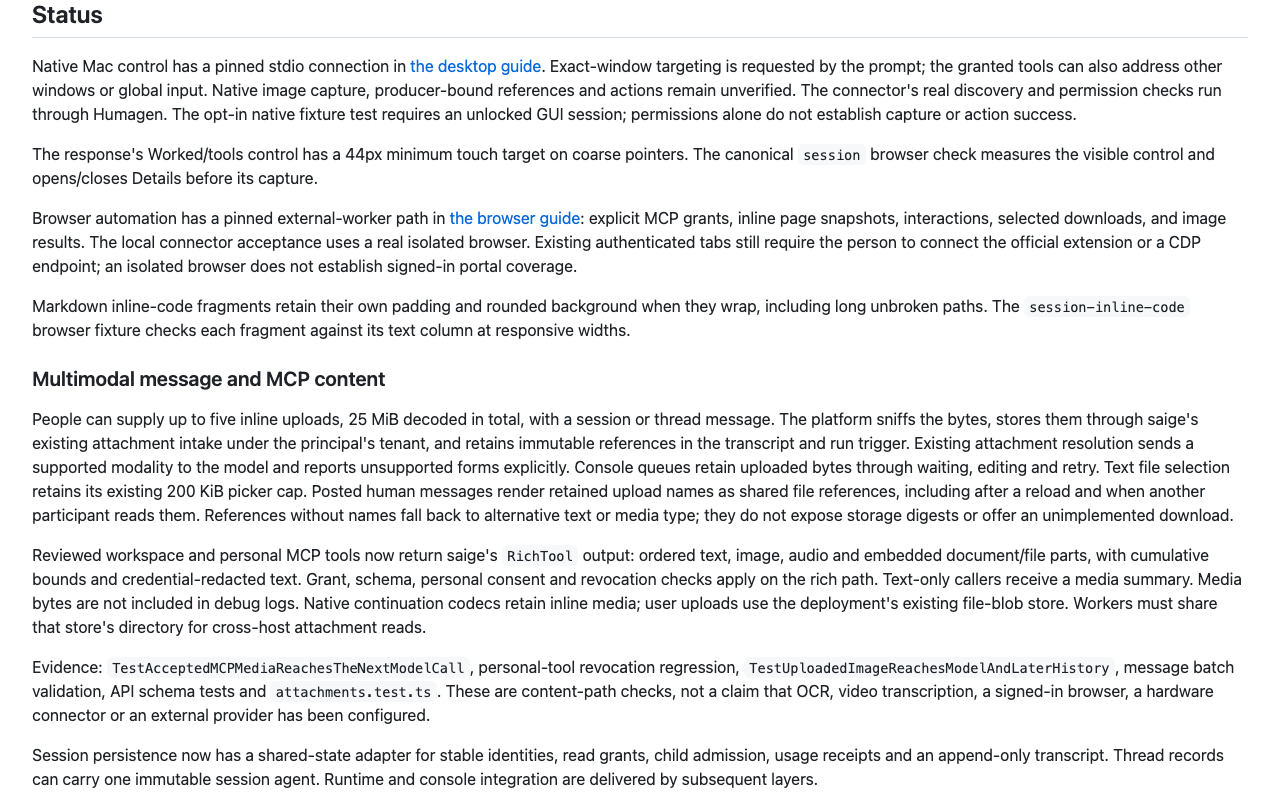 Status
Native Mac control has a pinned stdio connection in the desktop guide. Exact-window targeting is requested by the prompt; the granted tools can also address other
windows or global input. Native image capture, producer-bound references and actions remain unverified. The connector's real discovery and permission checks run
through Humagen. The opt-in native fixture test requires an unlocked GUI session; permissions alone do not establish capture or action success.
The response's Worked/tools control has a 44px minimum touch target on coarse pointers. The canonical session browser check measures the visible control and
opens/closes Details before its capture.
Browser automation has a pinned external-worker path in the browser guide: explicit MCP grants, inline page snapshots, interactions, selected downloads, and image
results. The local connector acceptance uses a real isolated browser. Existing authenticated tabs still require the person to connect the official extension or a CDP
endpoint; an isolated browser does not establish signed-in portal coverage.
Markdown inline-code fragments retain their own padding and rounded background when they wrap, including long unbroken paths. The session-inline-code
browser fixture checks each fragment against its text column at responsive widths.
Multimodal message and MCP content
People can supply up to five inline uploads, 25 MiB decoded in total, with a session or thread message. The platform sniffs the bytes, stores them through saige's
existing attachment intake under the principal's tenant, and retains immutable references in the transcript and run trigger. Existing attachment resolution sends a
supported modality to the model and reports unsupported forms explicitly. Console queues retain uploaded bytes through waiting, editing and retry. Text file selection
retains its existing 200 KiB picker cap. Posted human messages render retained upload names as shared file references, including after a reload and when another
participant reads them. References without names fall back to alternative text or media type; they do not expose storage digests or offer an unimplemented download.
Reviewed workspace and personal MCP tools now return saige's RichTool output: ordered text, image, audio and embedded document/file parts, with cumulative
bounds and credential-redacted text. Grant, schema, personal consent and revocation checks apply on the rich path. Text-only callers receive a media summary. Media
bytes are not included in debug logs. Native continuation codecs retain inline media; user uploads use the deployment's existing file-blob store. Workers must share
that store's directory for cross-host attachment reads.
Evidence: TestAcceptedMCPMediaReachesTheNextModelCall, personal-tool revocation regression, TestUploadedImageReachesModelAndLaterHistory, message batch
validation, API schema tests and attachments.test.ts. These are content-path checks, not a claim that OCR, video transcription, a signed-in browser, a hardware
connector or an external provider has been configured.
Session persistence now has a shared-state adapter for stable identities, read grants, child admission, usage receipts and an append-only transcript. Thread records
can carry one immutable session agent. Runtime and console integration are delivered by subsequent layers.